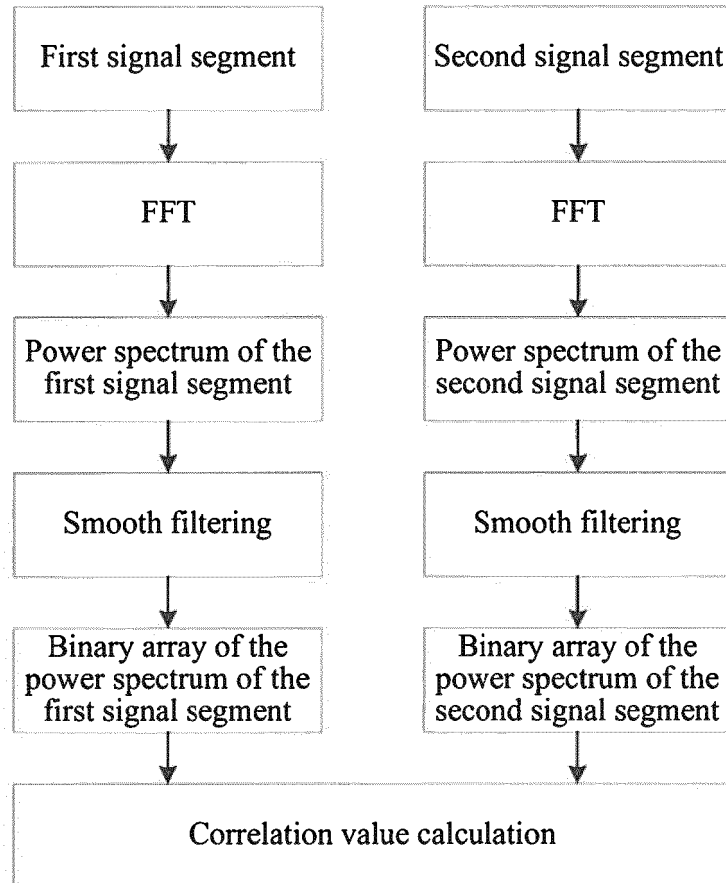 First signal segment
Second signal segment
FFT
FFT
Power spectrum of the
first signal segment
Power spectrum of the
second signal segment
Smooth filtering
Smooth filtering
Binary array of the
power spectrum of the
first signal segment
Binary array of the
power spectrum of the
second signal segment
Correlation value calculation